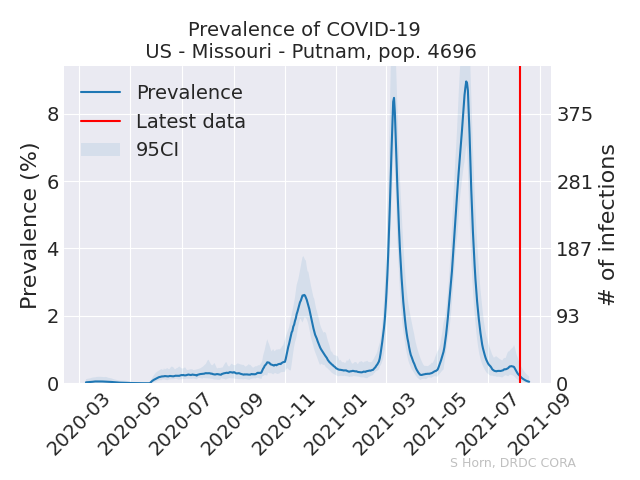 Prevalence of COVID-19
US - Missouri - Putnam, pop. 4696
Prevalence
Latest data
95CI
Prevalence (%)
8
6
4
2
0
375
281
187
93
0
# of infections
2020-03
2020-05
2020-07
2020-09
2020-11
2021-01
2021-03
2021-05
2021-07
2021-09
S Horn, DRDC CORA